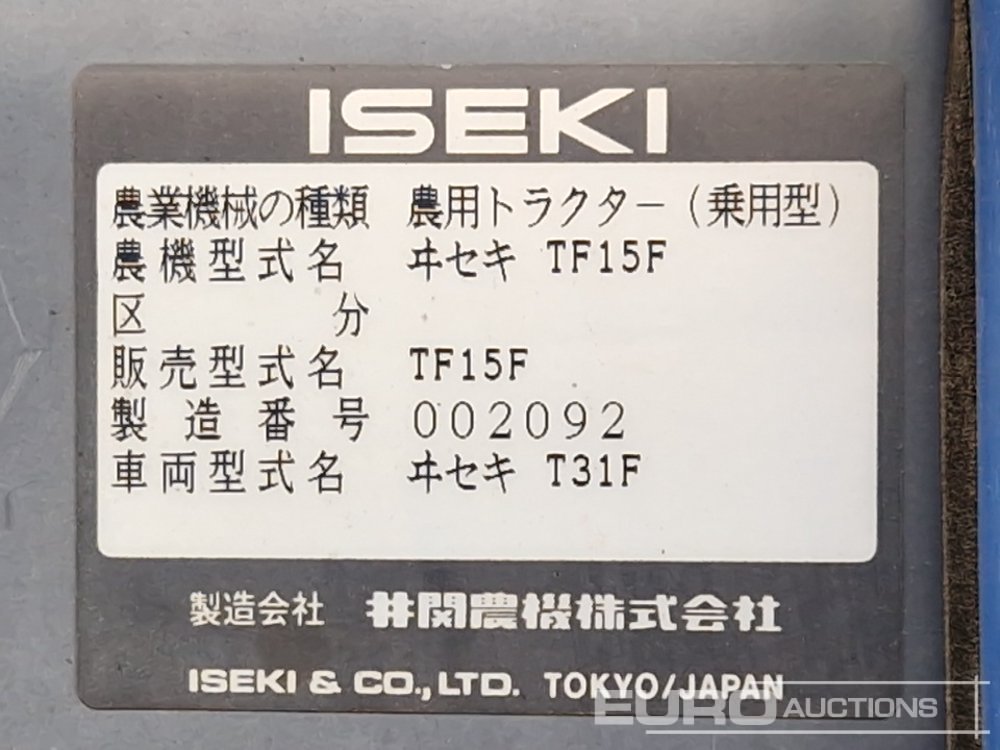 ISEKI
農業機械の種類 農用トラクター（乗用型）
農機型式名 ヰセキ TF15F
区分
販売型式名 TF15F
製造番号 002092
車両型式名 ヰセキ T31F
製造会社 井関農機株式会社
ISEKI & CO.,LTD. TOKYO/JAPAN
EURO AUCTIONS